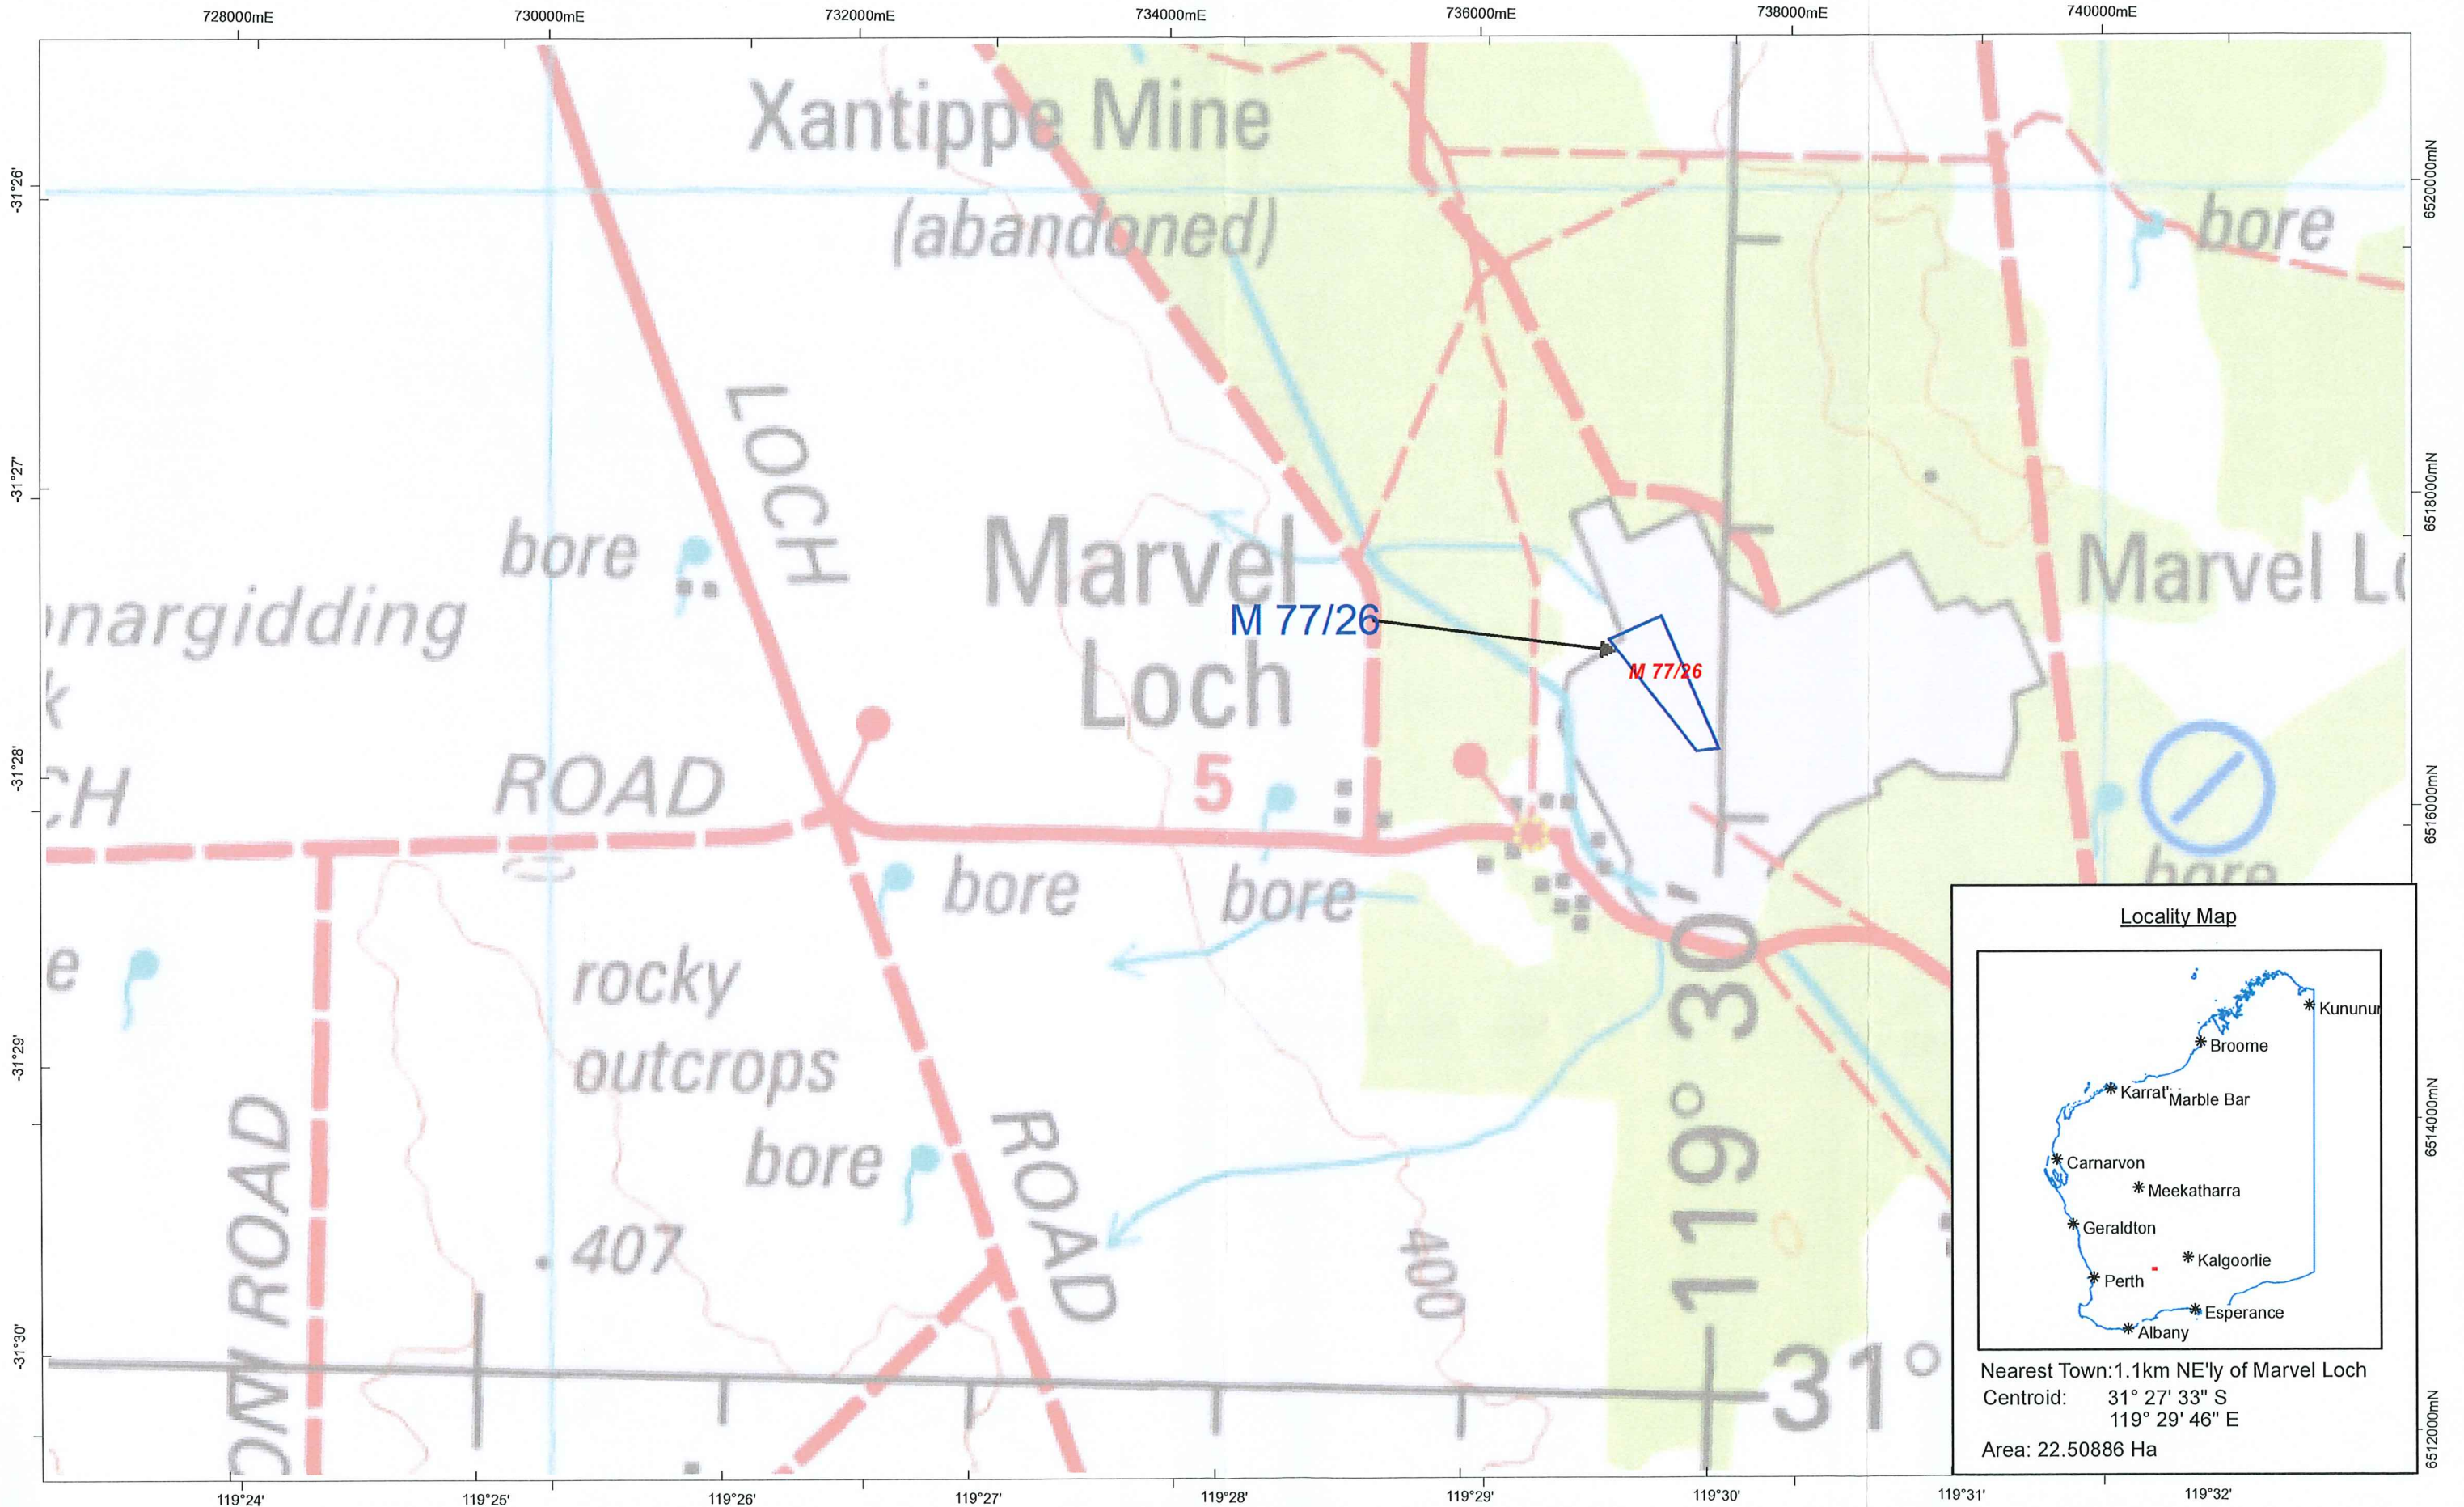 728000mE 730000mE 732000mE 734000mE 736000mE 738000mE 740000mE
Xantippe Mine
(abandoned)
-31°26'
6520000mN
bore
LOCH
-31°27'
6518000mN
bore
Marvel
Loch
M 77/26
M 77/26
nargidding
k
-31°28'
CH
ROAD
5
6516000mN
bore
bore
bore
e
rocky
outcrops
-31°29'
bore
ROAD
6514000mN
407
400
ROAD
119° 30'
31°
-31°30'
6512000mN
Locality Map
Kununur
Broome
Karrat'
Marble Bar
Carnarvon
Meekatharra
Geraldton
Kalgoorlie
Perth
Esperance
Albany
Nearest Town:1.1km NE'ly of Marvel Loch
Centroid: 31° 27' 33" S
119° 29' 46" E
Area: 22.50886 Ha
119°24' 119°25' 119°26' 119°27' 119°28' 119°29' 119°30' 119°31' 119°32'